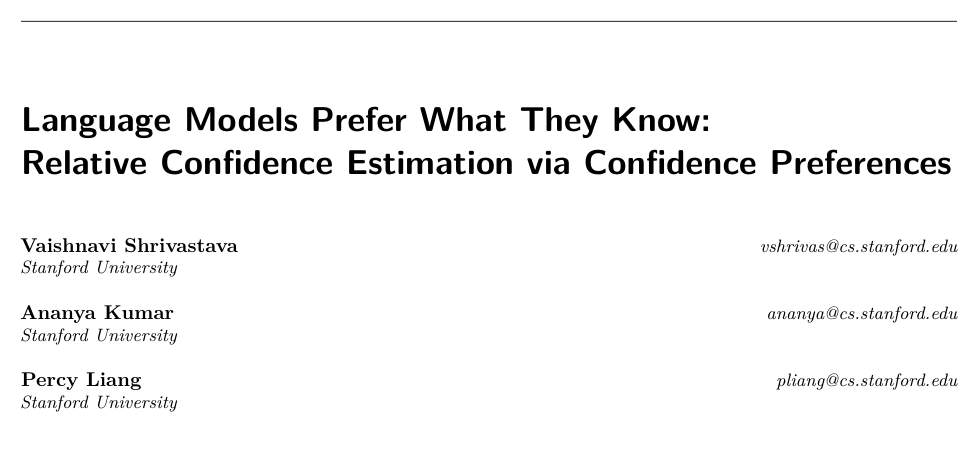 Language Models Prefer What They Know:
Relative Confidence Estimation via Confidence Preferences
Vaishnavi Shrivastava vshrivas@cs.stanford.edu
Stanford University
Ananya Kumar ananya@cs.stanford.edu
Stanford University
Percy Liang pliang@cs.stanford.edu
Stanford University